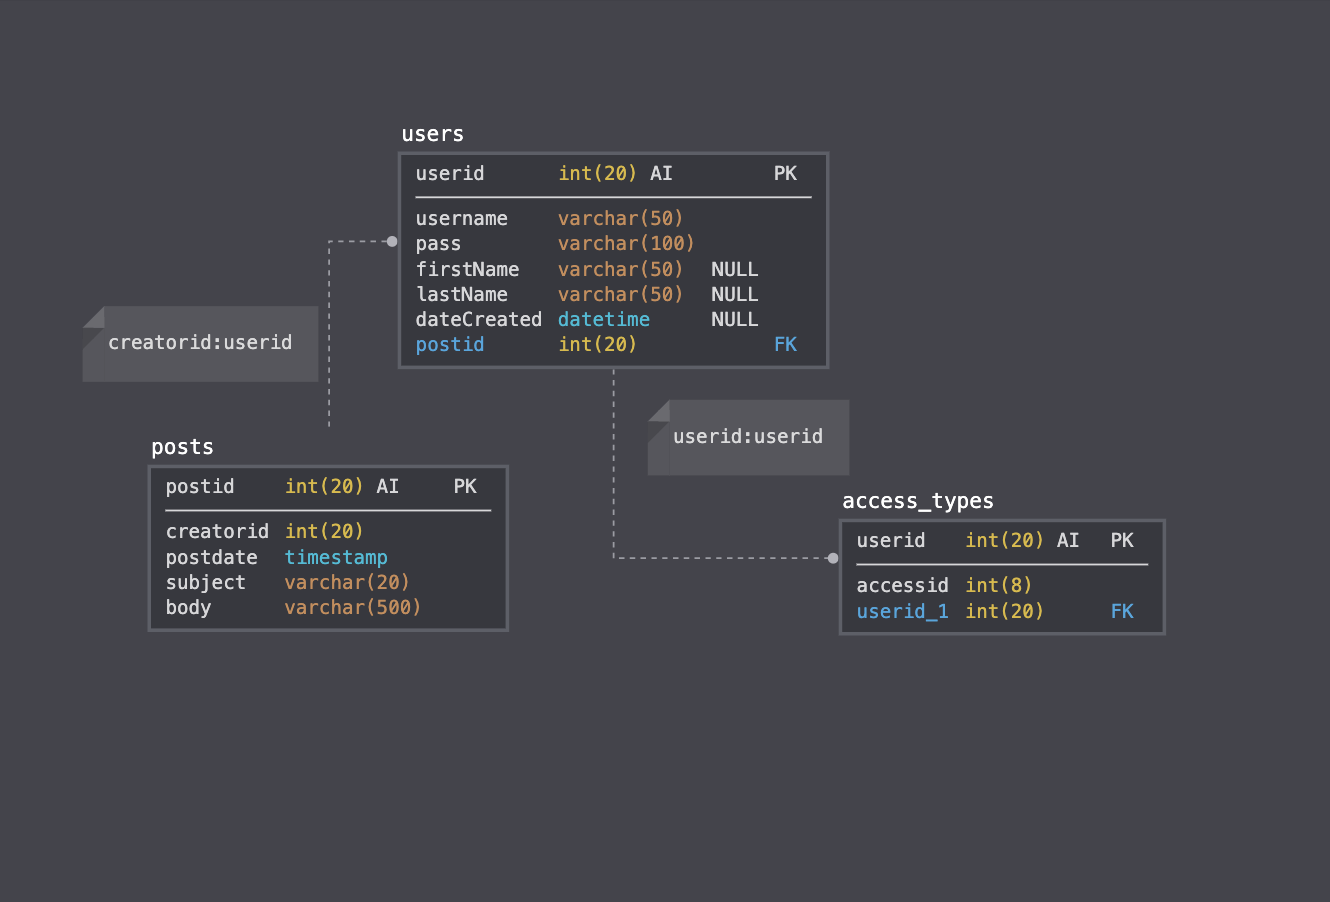 users
userid int(20) AI PK
username varchar(50)
pass varchar(100)
firstName varchar(50) NULL
lastName varchar(50) NULL
dateCreated datetime NULL
postid int(20) FK
creatorid:userid
userid:userid
posts
postid int(20) AI PK
creatorid int(20)
postdate timestamp
subject varchar(20)
body varchar(500)
access_types
userid int(20) AI PK
accessid int(8)
userid_1 int(20) FK